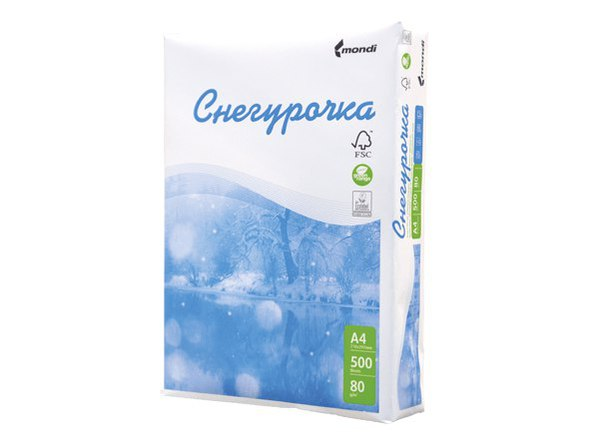 mondi
Снегурочка
FSC
A4
500
80
mondi
Снегурочка
A4 500 80